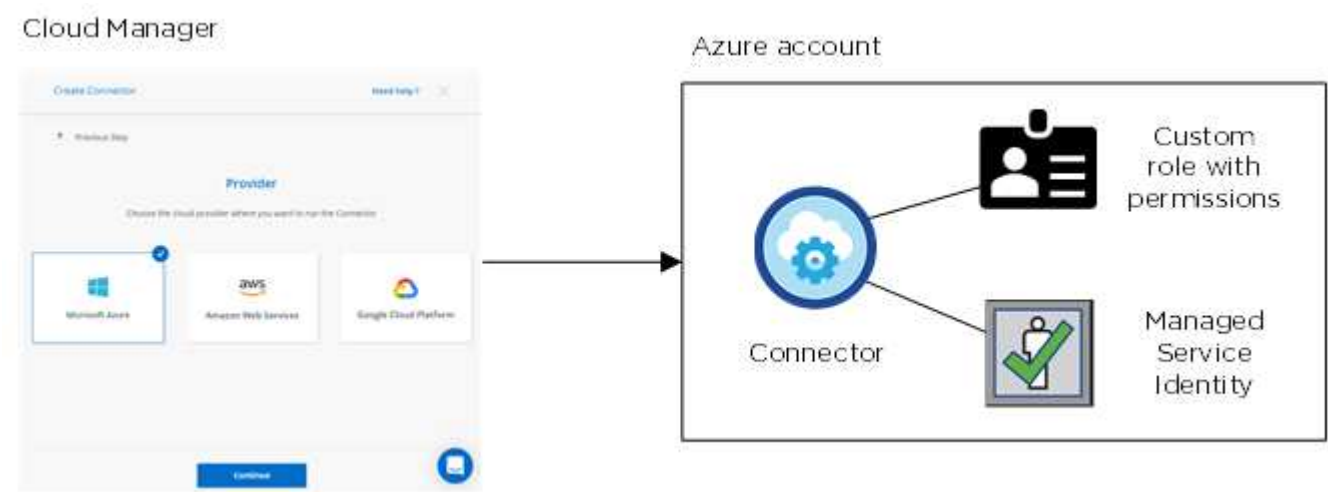 Cloud Manager
Create Connector
Need help?
Previous Step
Provider
Choose the cloud provider where you want to run the Connector
Microsoft Azure
aws
Amazon Web Services
Google Cloud Platform
Continue
Azure account
Connector
Custom
role with
permissions
Managed
Service
Identity